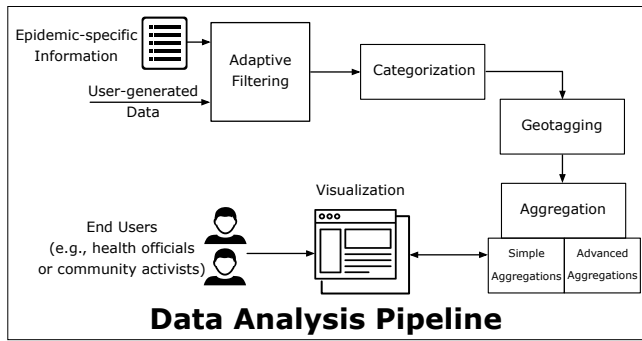 Epidemic-specific
Information
User-generated
Data
Adaptive
Filtering
Categorization
Geotagging
Aggregation
Simple
Aggregations
Advanced
Aggregations
Visualization
End Users
(e.g., health officials
or community activists)
Data Analysis Pipeline